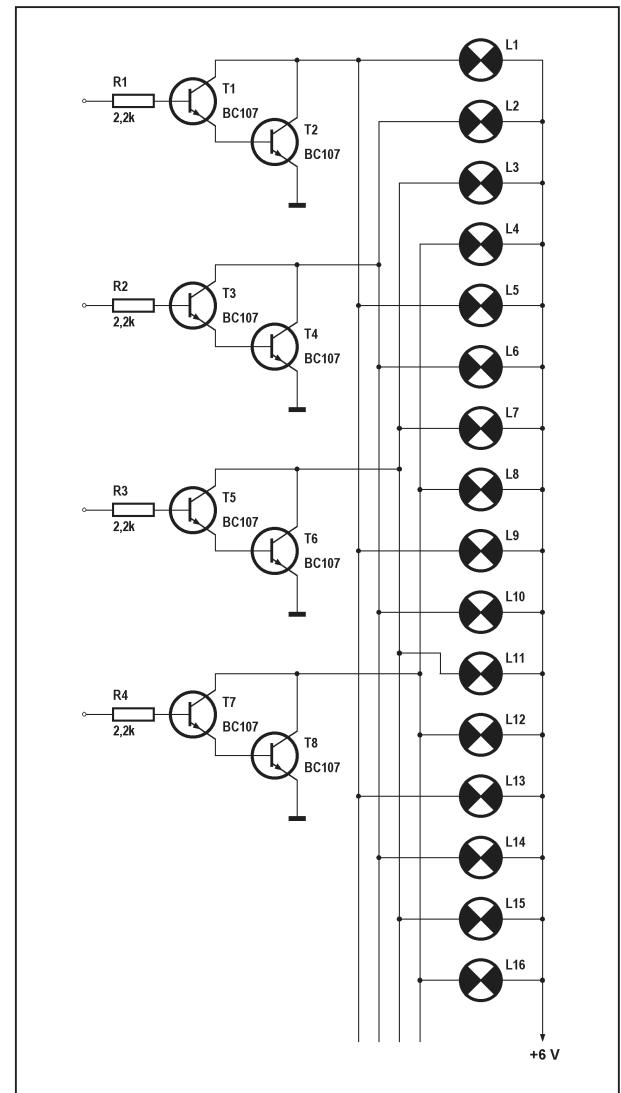 L1
R1
T1
2,2k
BC107
L2
T2
BC107
L3
L4
R2
T3
L5
2,2k
BC107
T4
BC107
L6
L7
R3
T5
L8
2,2k
BC107
T6
BC107
L9
L10
L11
R4
T7
2,2k
BC107
L12
T8
BC107
L13
L14
L15
L16
+6 V